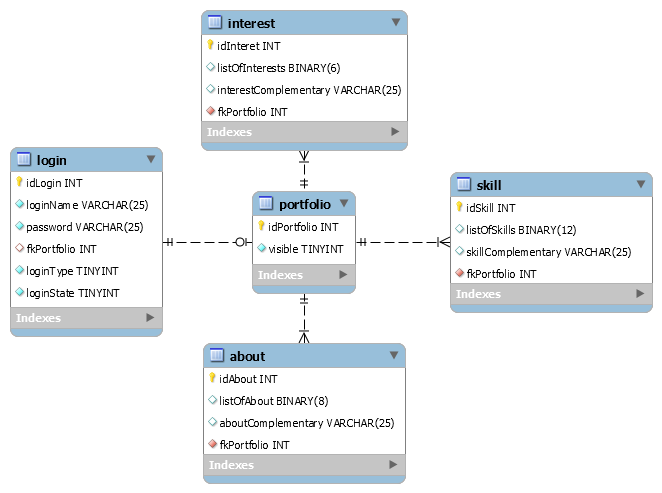 interest
idInteret INT
listOfInterests BINARY(6)
interestComplementary VARCHAR(25)
fkPortfolio INT
Indexes
login
idLogin INT
loginName VARCHAR(25)
password VARCHAR(25)
fkPortfolio INT
loginType TINYINT
loginState TINYINT
Indexes
portfolio
idPortfolio INT
visible TINYINT
Indexes
skill
idSkill INT
listOfSkills BINARY(12)
skillComplementary VARCHAR(25)
fkPortfolio INT
Indexes
about
idAbout INT
listOfAbout BINARY(8)
aboutComplementary VARCHAR(25)
fkPortfolio INT
Indexes